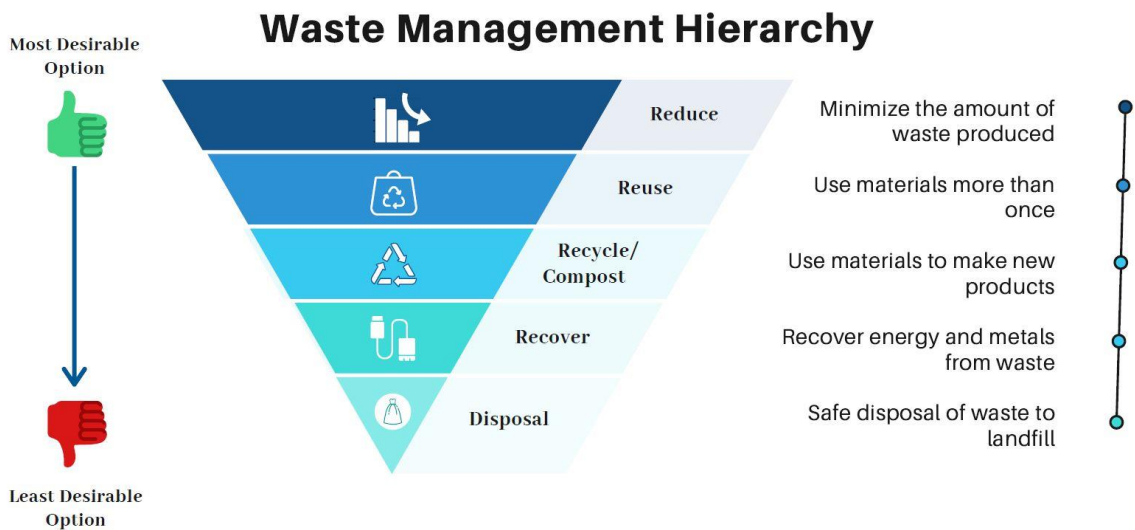 Waste Management Hierarchy
Most Desirable
Option
Reduce
Minimize the amount of
waste produced
Reuse
Use materials more than
once
Recycle/
Compost
Use materials to make new
products
Recover
Recover energy and metals
from waste
Disposal
Safe disposal of waste to
landfill
Least Desirable
Option